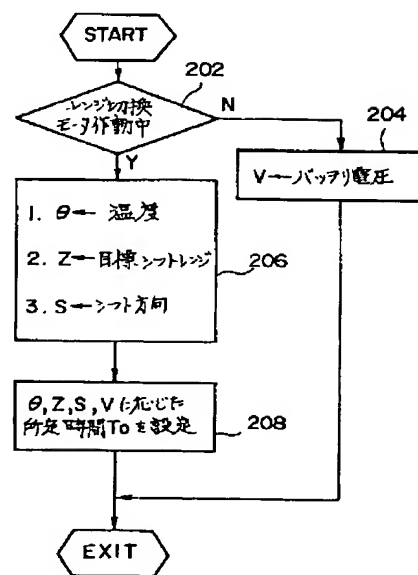 START
202
レンジ切換
モータ作動中
N
204
Y
V←バッテリ電圧
1. θ← 温度
2. Z←目標シフトレンジ
3. S←シフト方向
206
θ,Z,S,Vに応じた
所定時間Toを設定
208
EXIT